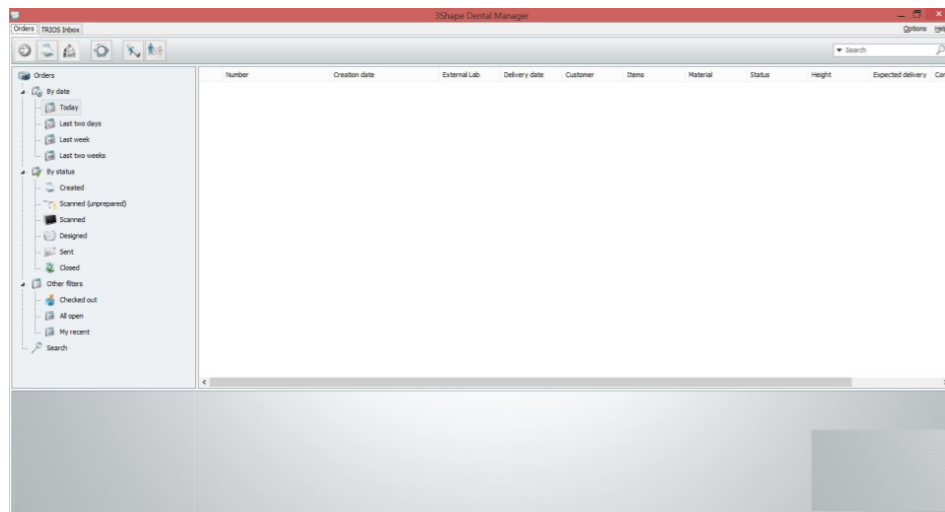 3Shape Dental Manager
Orders TRIOS Inbox Options Help
Search
Orders
By date
Today
Last two days
Last week
Last two weeks
By status
Created
Scanned (unprepared)
Scanned
Designed
Sent
Closed
Other filters
Checked out
All open
My recent
Search
Number Creation date External Lab Delivery date Customer Items Material Status Height Expected delivery